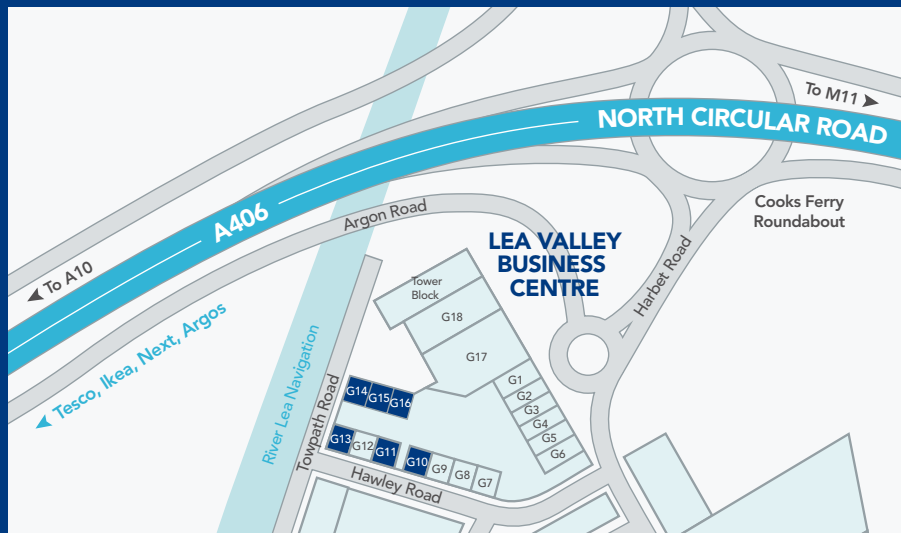 To M11
NORTH CIRCULAR ROAD
A406
Cooks Ferry
Roundabout
Argon Road
LEA VALLEY
BUSINESS
CENTRE
Harbet Road
To A10
Tower
Block
G18
G17
Tesco, Ikea, Next, Argos
River Lea Navigation
Towpath Road
G14
G15
G16
G1
G2
G3
G4
G5
G6
G13
G12
G11
G10
G9
G8
G7
Hawley Road